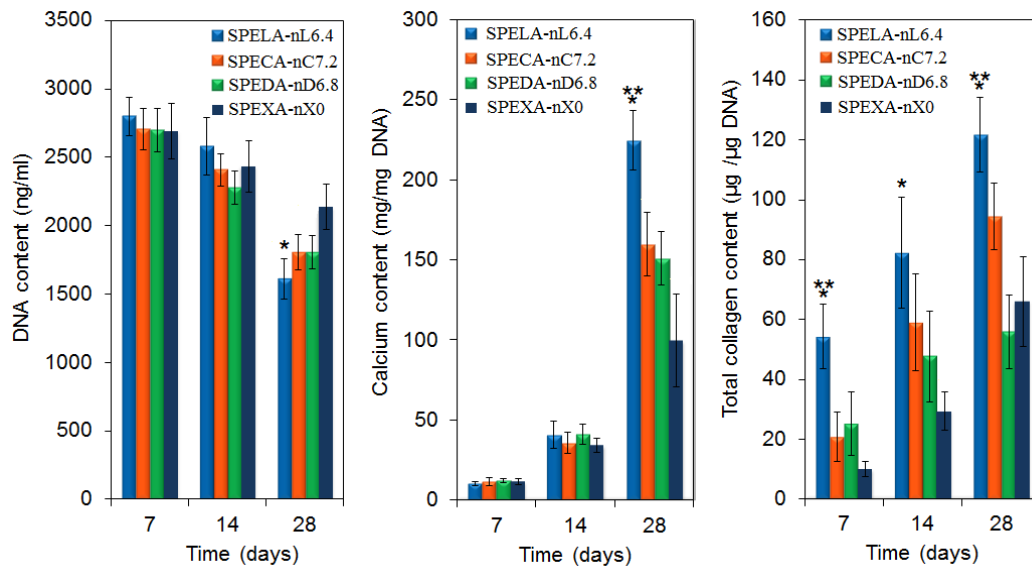 DNA content (ng/ml)
3500
3000
2500
2000
1500
1000
500
0
SPELA-nL6.4
SPECA-nC7.2
SPEDA-nD6.8
SPEXA-nX0
*
7 14 28
Time (days)
Calcium content (mg/mg DNA)
300
250
200
150
100
50
0
SPELA-nL6.4
SPECA-nC7.2
SPEDA-nD6.8
SPEXA-nX0
**
*
7 14 28
Time (days)
Total collagen content (µg /µg DNA)
160
140
120
100
80
60
40
20
0
SPELA-nL6.4
SPECA-nC7.2
SPEDA-nD6.8
SPEXA-nX0
**
*
*
**
*
7 14 28
Time (days)